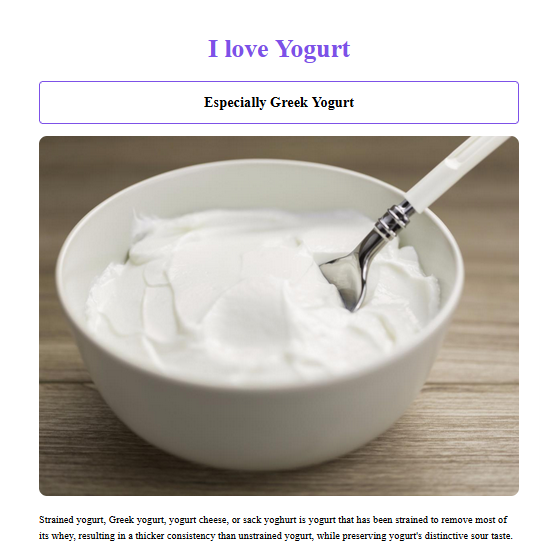 I love Yogurt
Especially Greek Yogurt
Strained yogurt, Greek yogurt, yogurt cheese, or sack yoghurt is yogurt that has been strained to remove most of
its whey, resulting in a thicker consistency than unstrained yogurt, while preserving yogurt's distinctive sour taste.